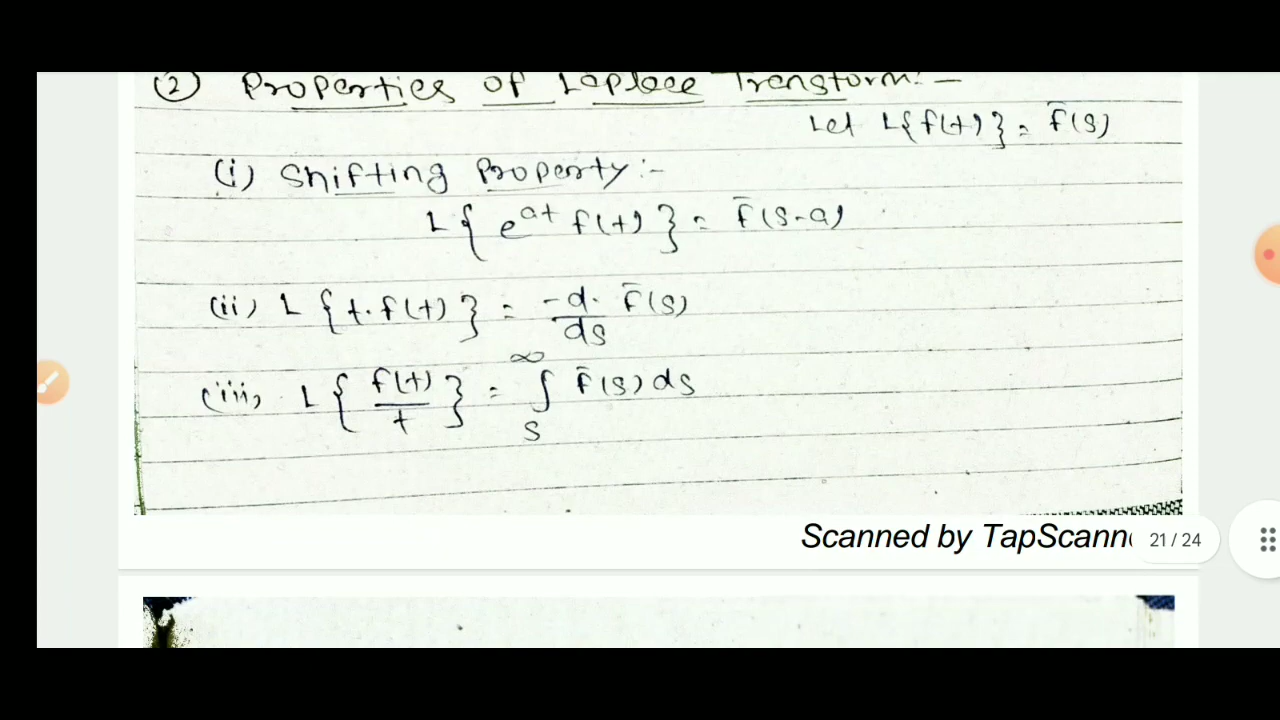 ② Properties of Laplace Transform:-
Let L{f(t)} = f̄(s)
(i) Shifting Property:-
L{ e^at f(t) } = f̄(s-a)
(ii) L { t. f(t) } = -d./ds f̄(s)
(iii) L { f(t)/t } = ∫_s^∞ f̄(s) ds
Scanned by TapScann
21 / 24